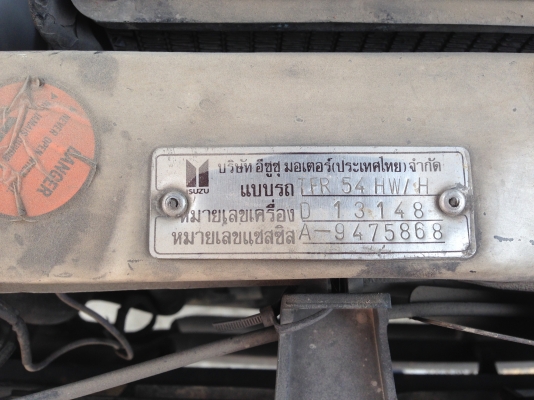 DANGER
ISUZU
บริษัท อีซูซุ มอเตอร์(ประเทศไทย)จำกัด
แบบรถ TFR 54 HW/H
หมายเลขเครื่อง D 13148
หมายเลขแชสซิส A-9475868